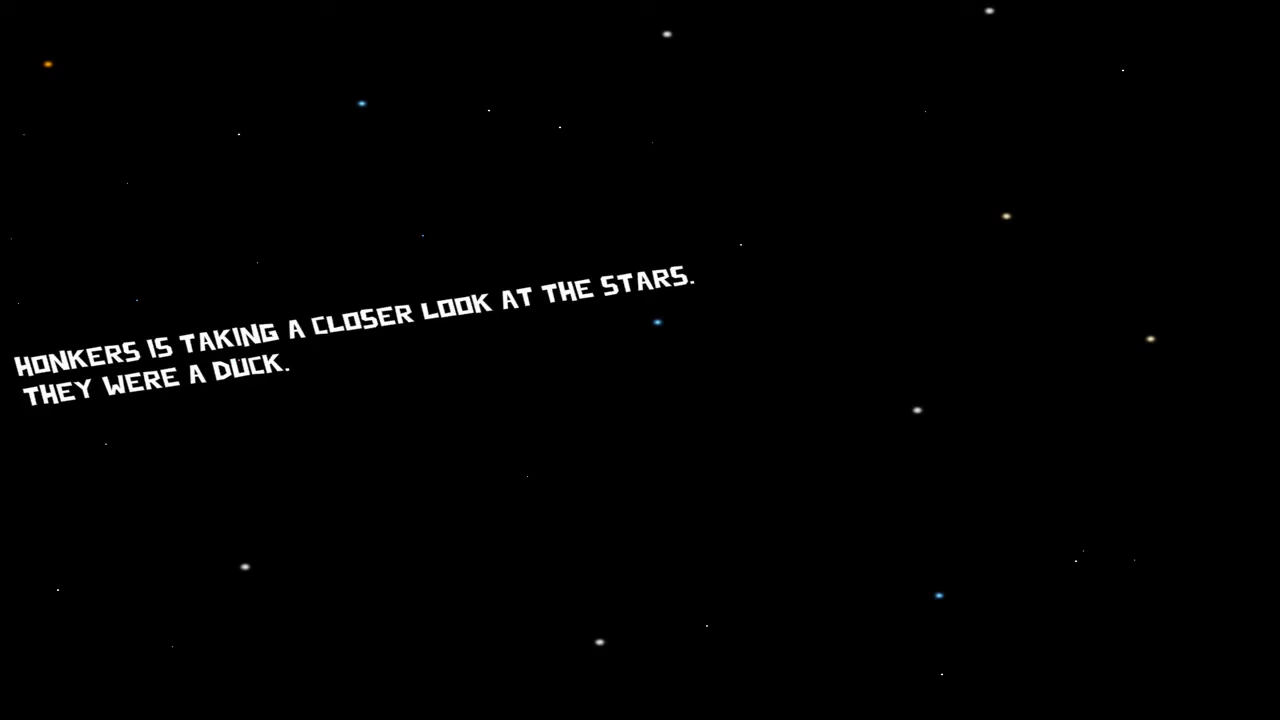 HONKERS IS TAKING A CLOSER LOOK AT THE STARS.
THEY WERE A DUCK.